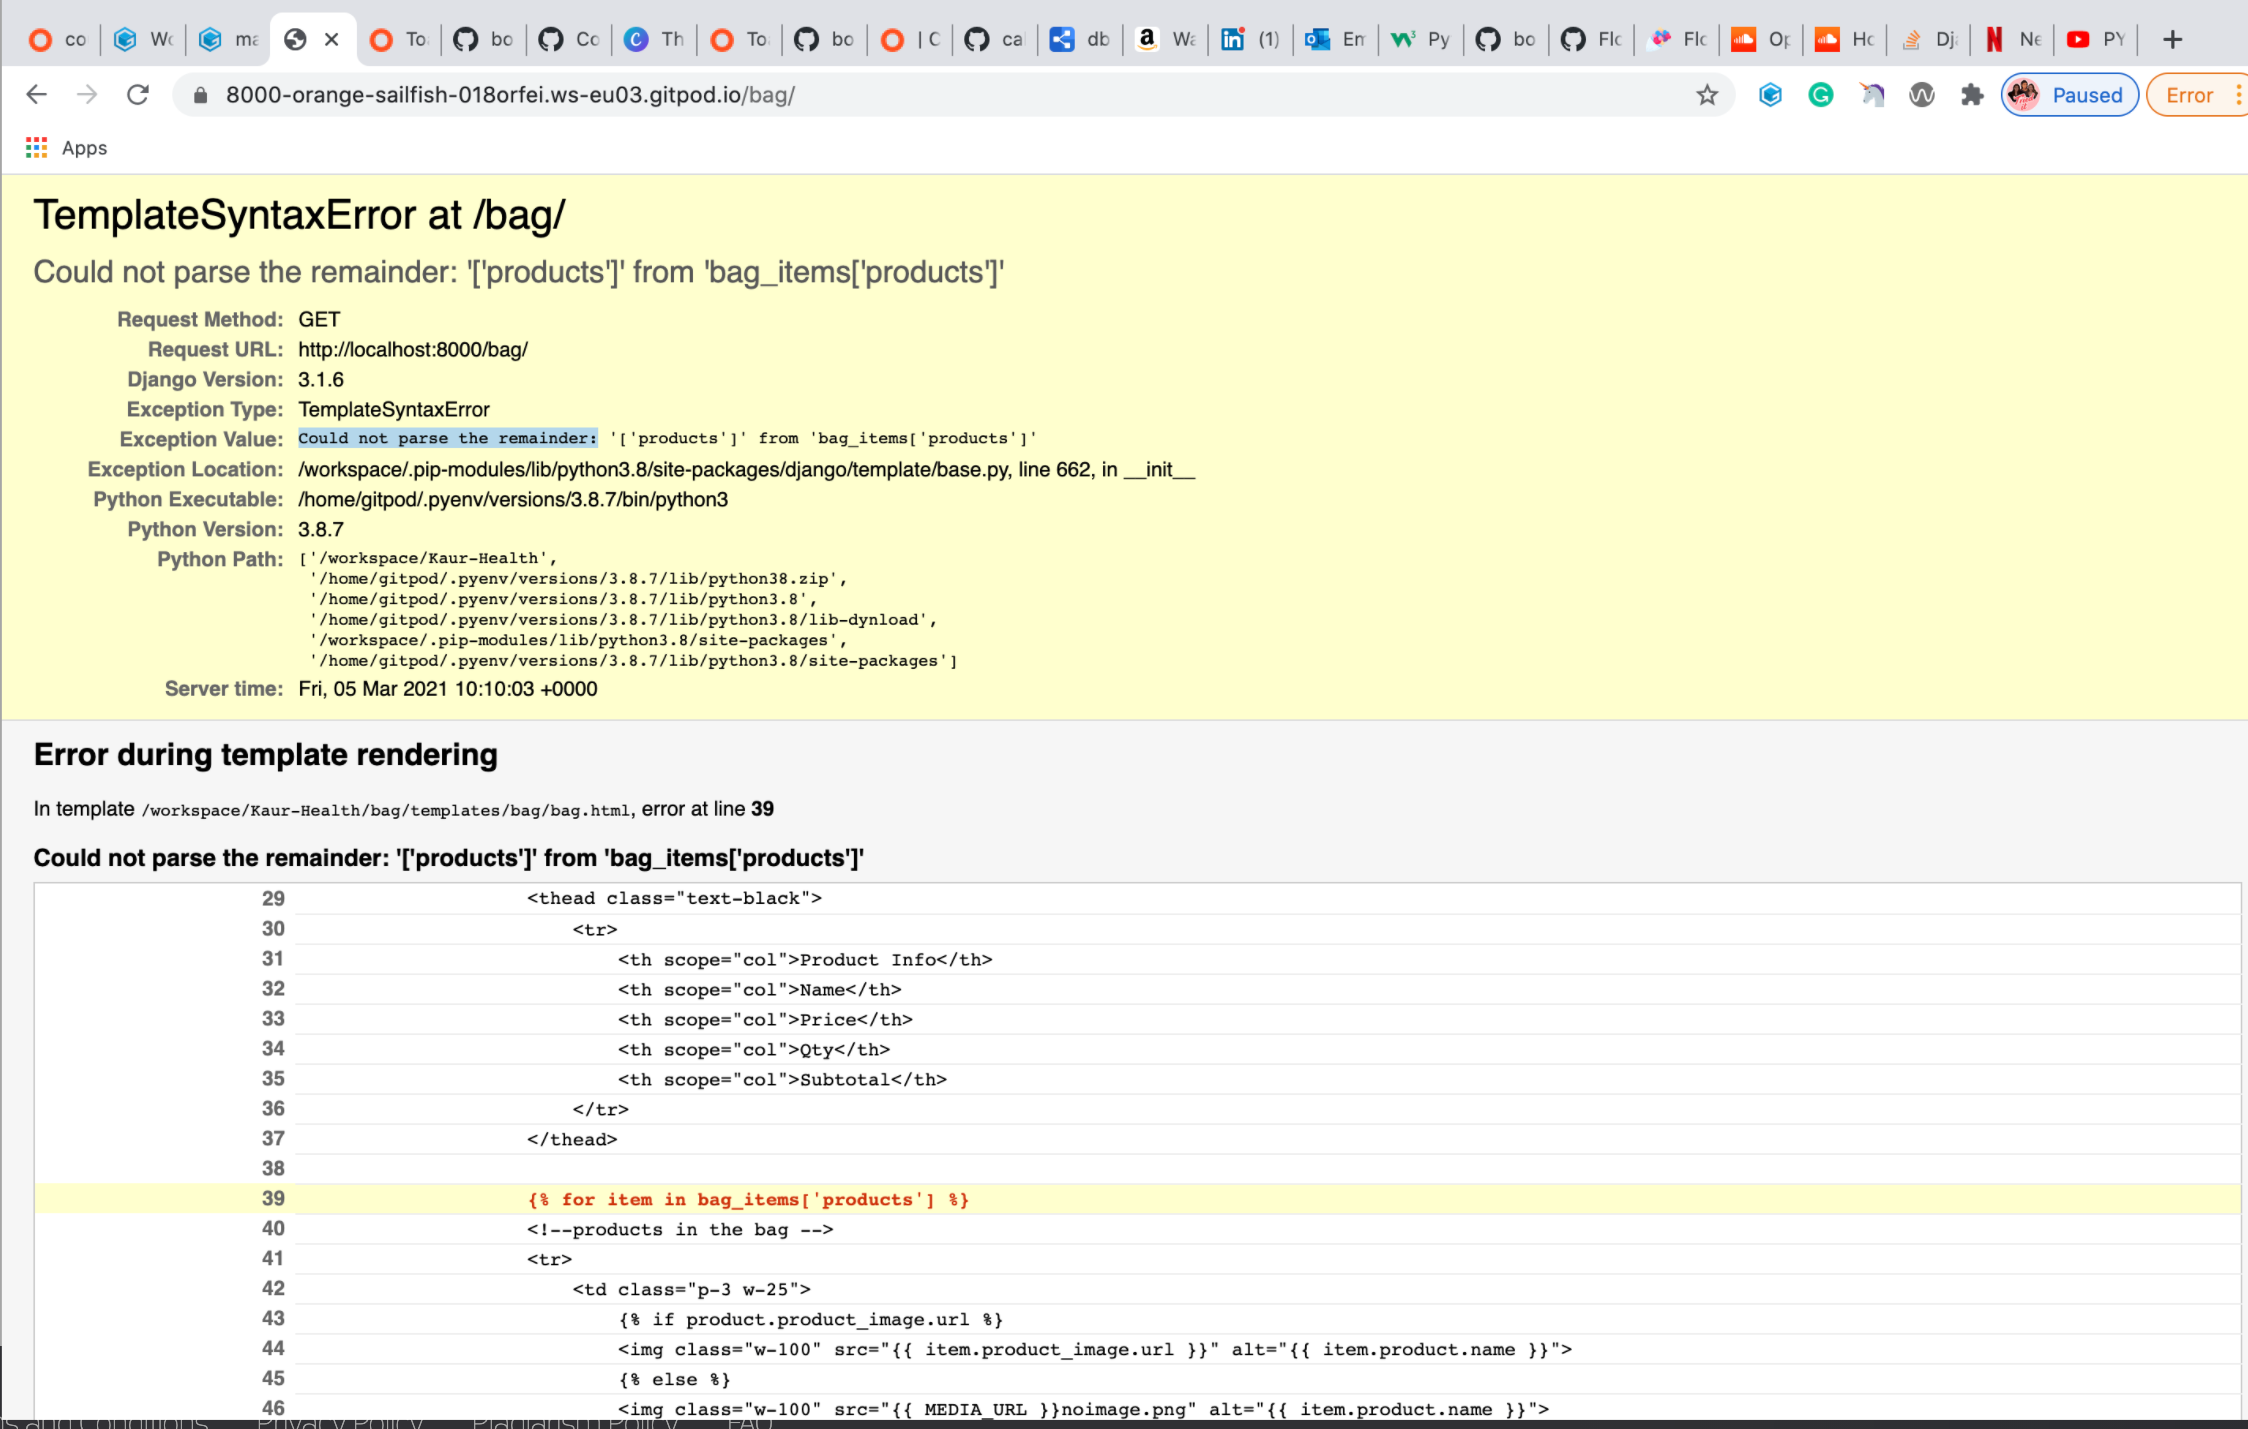 co Wo ma To bo Co Th To bo | C ca db Wa (1) Em Py bo Flo Flo Op Ho Dj Ne PY
8000-orange-sailfish-018orfei.ws-eu03.gitpod.io/bag/ Paused Error
Apps
TemplateSyntaxError at /bag/
Could not parse the remainder: '['products']' from 'bag_items['products']'
Request Method: GET
Request URL: http://localhost:8000/bag/
Django Version: 3.1.6
Exception Type: TemplateSyntaxError
Exception Value: Could not parse the remainder: '['products']' from 'bag_items['products']'
Exception Location: /workspace/.pip-modules/lib/python3.8/site-packages/django/template/base.py, line 662, in __init__
Python Executable: /home/gitpod/.pyenv/versions/3.8.7/bin/python3
Python Version: 3.8.7
Python Path: ['/workspace/Kaur-Health',
'/home/gitpod/.pyenv/versions/3.8.7/lib/python38.zip',
'/home/gitpod/.pyenv/versions/3.8.7/lib/python3.8',
'/home/gitpod/.pyenv/versions/3.8.7/lib/python3.8/lib-dynload',
'/workspace/.pip-modules/lib/python3.8/site-packages',
'/home/gitpod/.pyenv/versions/3.8.7/lib/python3.8/site-packages']
Server time: Fri, 05 Mar 2021 10:10:03 +0000
Error during template rendering
In template /workspace/Kaur-Health/bag/templates/bag/bag.html, error at line 39
Could not parse the remainder: '['products']' from 'bag_items['products']'
29 <thead class="text-black">
30 <tr>
31 <th scope="col">Product Info</th>
32 <th scope="col">Name</th>
33 <th scope="col">Price</th>
34 <th scope="col">Qty</th>
35 <th scope="col">Subtotal</th>
36 </tr>
37 </thead>
38
39 {% for item in bag_items['products'] %}
40 <!--products in the bag -->
41 <tr>
42 <td class="p-3 w-25">
43 {% if product.product_image.url %}
44 <img class="w-100" src="{{ item.product_image.url }}" alt="{{ item.product.name }}">
45 {% else %}
46 <img class="w-100" src="{{ MEDIA_URL }}noimage.png" alt="{{ item.product.name }}">
and Conditions Privacy Policy Plagiarism Policy FAQ